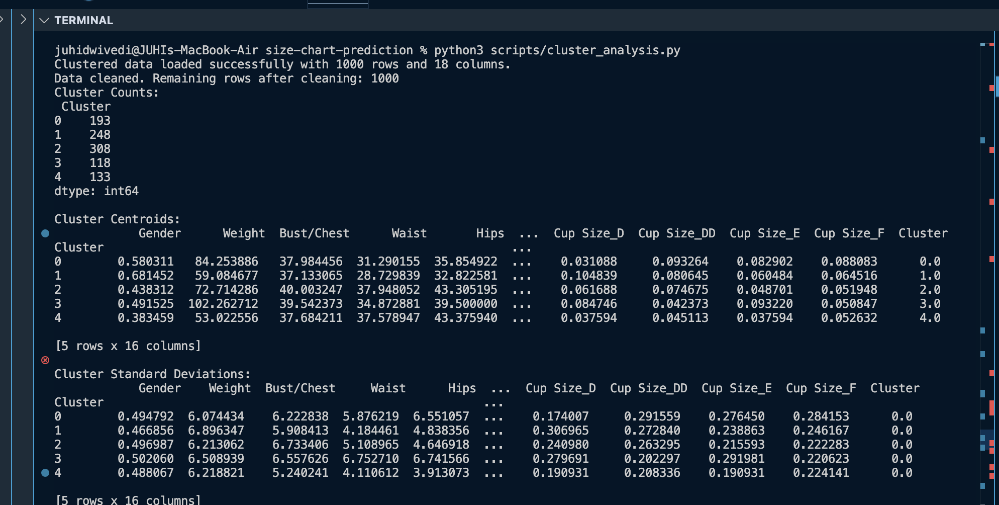 TERMINAL
juhidwivedi@JUHIs-MacBook-Air size-chart-prediction % python3 scripts/cluster_analysis.py
Clustered data loaded successfully with 1000 rows and 18 columns.
Data cleaned. Remaining rows after cleaning: 1000
Cluster Counts:
 Cluster
0    193
1    248
2    308
3    118
4    133
dtype: int64

Cluster Centroids:
            Gender      Weight  Bust/Chest      Waist       Hips  ...  Cup Size_D  Cup Size_DD  Cup Size_E  Cup Size_F  Cluster
Cluster                                                          ...
0         0.580311   84.253886   37.984456  31.290155  35.854922  ...    0.031088     0.093264    0.082902    0.088083      0.0
1         0.681452   59.084677   37.133065  28.729839  32.822581  ...    0.104839     0.080645    0.060484    0.064516      1.0
2         0.438312   72.714286   40.003247  37.948052  43.305195  ...    0.061688     0.074675    0.048701    0.051948      2.0
3         0.491525  102.262712   39.542373  34.872881  39.500000  ...    0.084746     0.042373    0.093220    0.050847      3.0
4         0.383459   53.022556   37.684211  37.578947  43.375940  ...    0.037594     0.045113    0.037594    0.052632      4.0

[5 rows x 16 columns]

Cluster Standard Deviations:
            Gender    Weight  Bust/Chest     Waist      Hips  ...  Cup Size_D  Cup Size_DD  Cup Size_E  Cup Size_F  Cluster
Cluster                                                      ...
0         0.494792  6.074434    6.222838  5.876219  6.551057  ...    0.174007     0.291559    0.276450    0.284153      0.0
1         0.466856  6.896347    5.908413  4.184461  4.838356  ...    0.306965     0.272840    0.238863    0.246167      0.0
2         0.496987  6.213062    6.733406  5.108965  4.646918  ...    0.240980     0.263295    0.215593    0.222283      0.0
3         0.502060  6.508939    6.557626  6.752710  6.741566  ...    0.279691     0.202297    0.291981    0.220623      0.0
4         0.488067  6.218821    5.240241  4.110612  3.913073  ...    0.190931     0.208336    0.190931    0.224141      0.0

[5 rows x 16 columns]